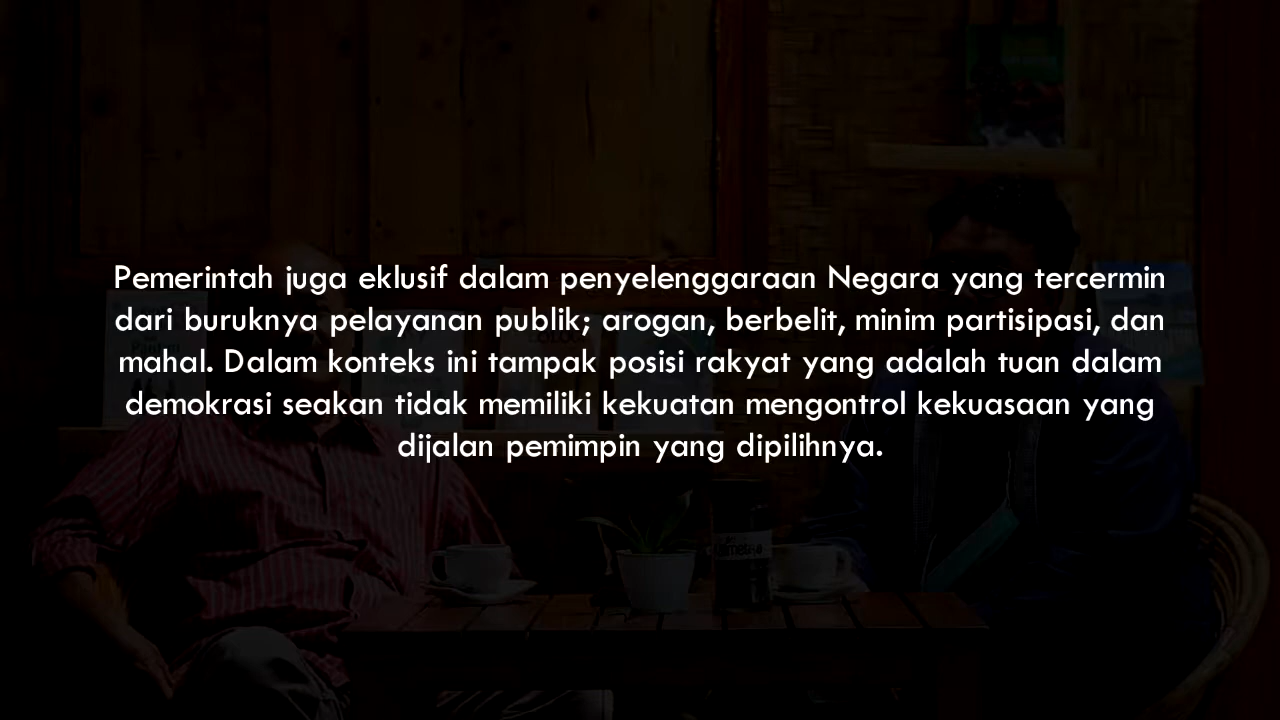 Pemerintah juga eklusif dalam penyelenggaraan Negara yang tercermin
dari buruknya pelayanan publik; arogan, berbelit, minim partisipasi, dan
mahal. Dalam konteks ini tampak posisi rakyat yang adalah tuan dalam
demokrasi seakan tidak memiliki kekuatan mengontrol kekuasaan yang
dijalan pemimpin yang dipilihnya.